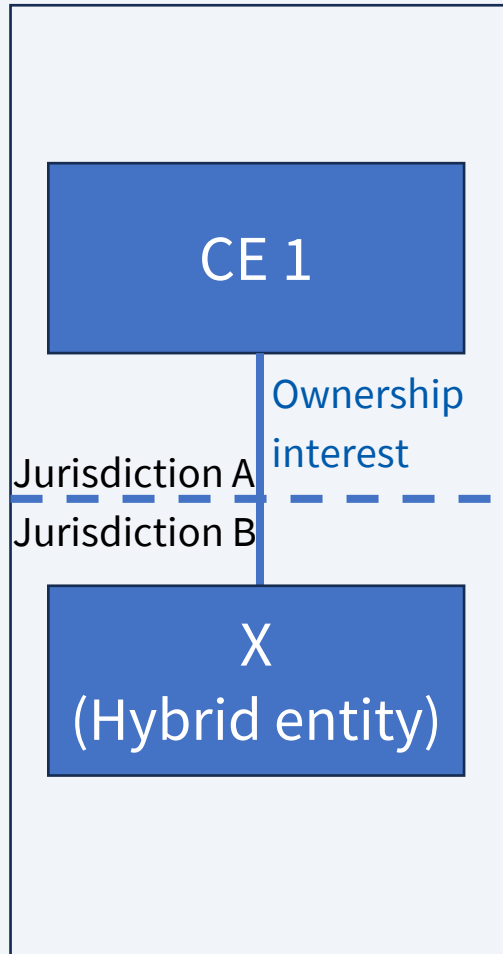 CE 1
Ownership
interest
Jurisdiction A
Jurisdiction B
X
(Hybrid entity)